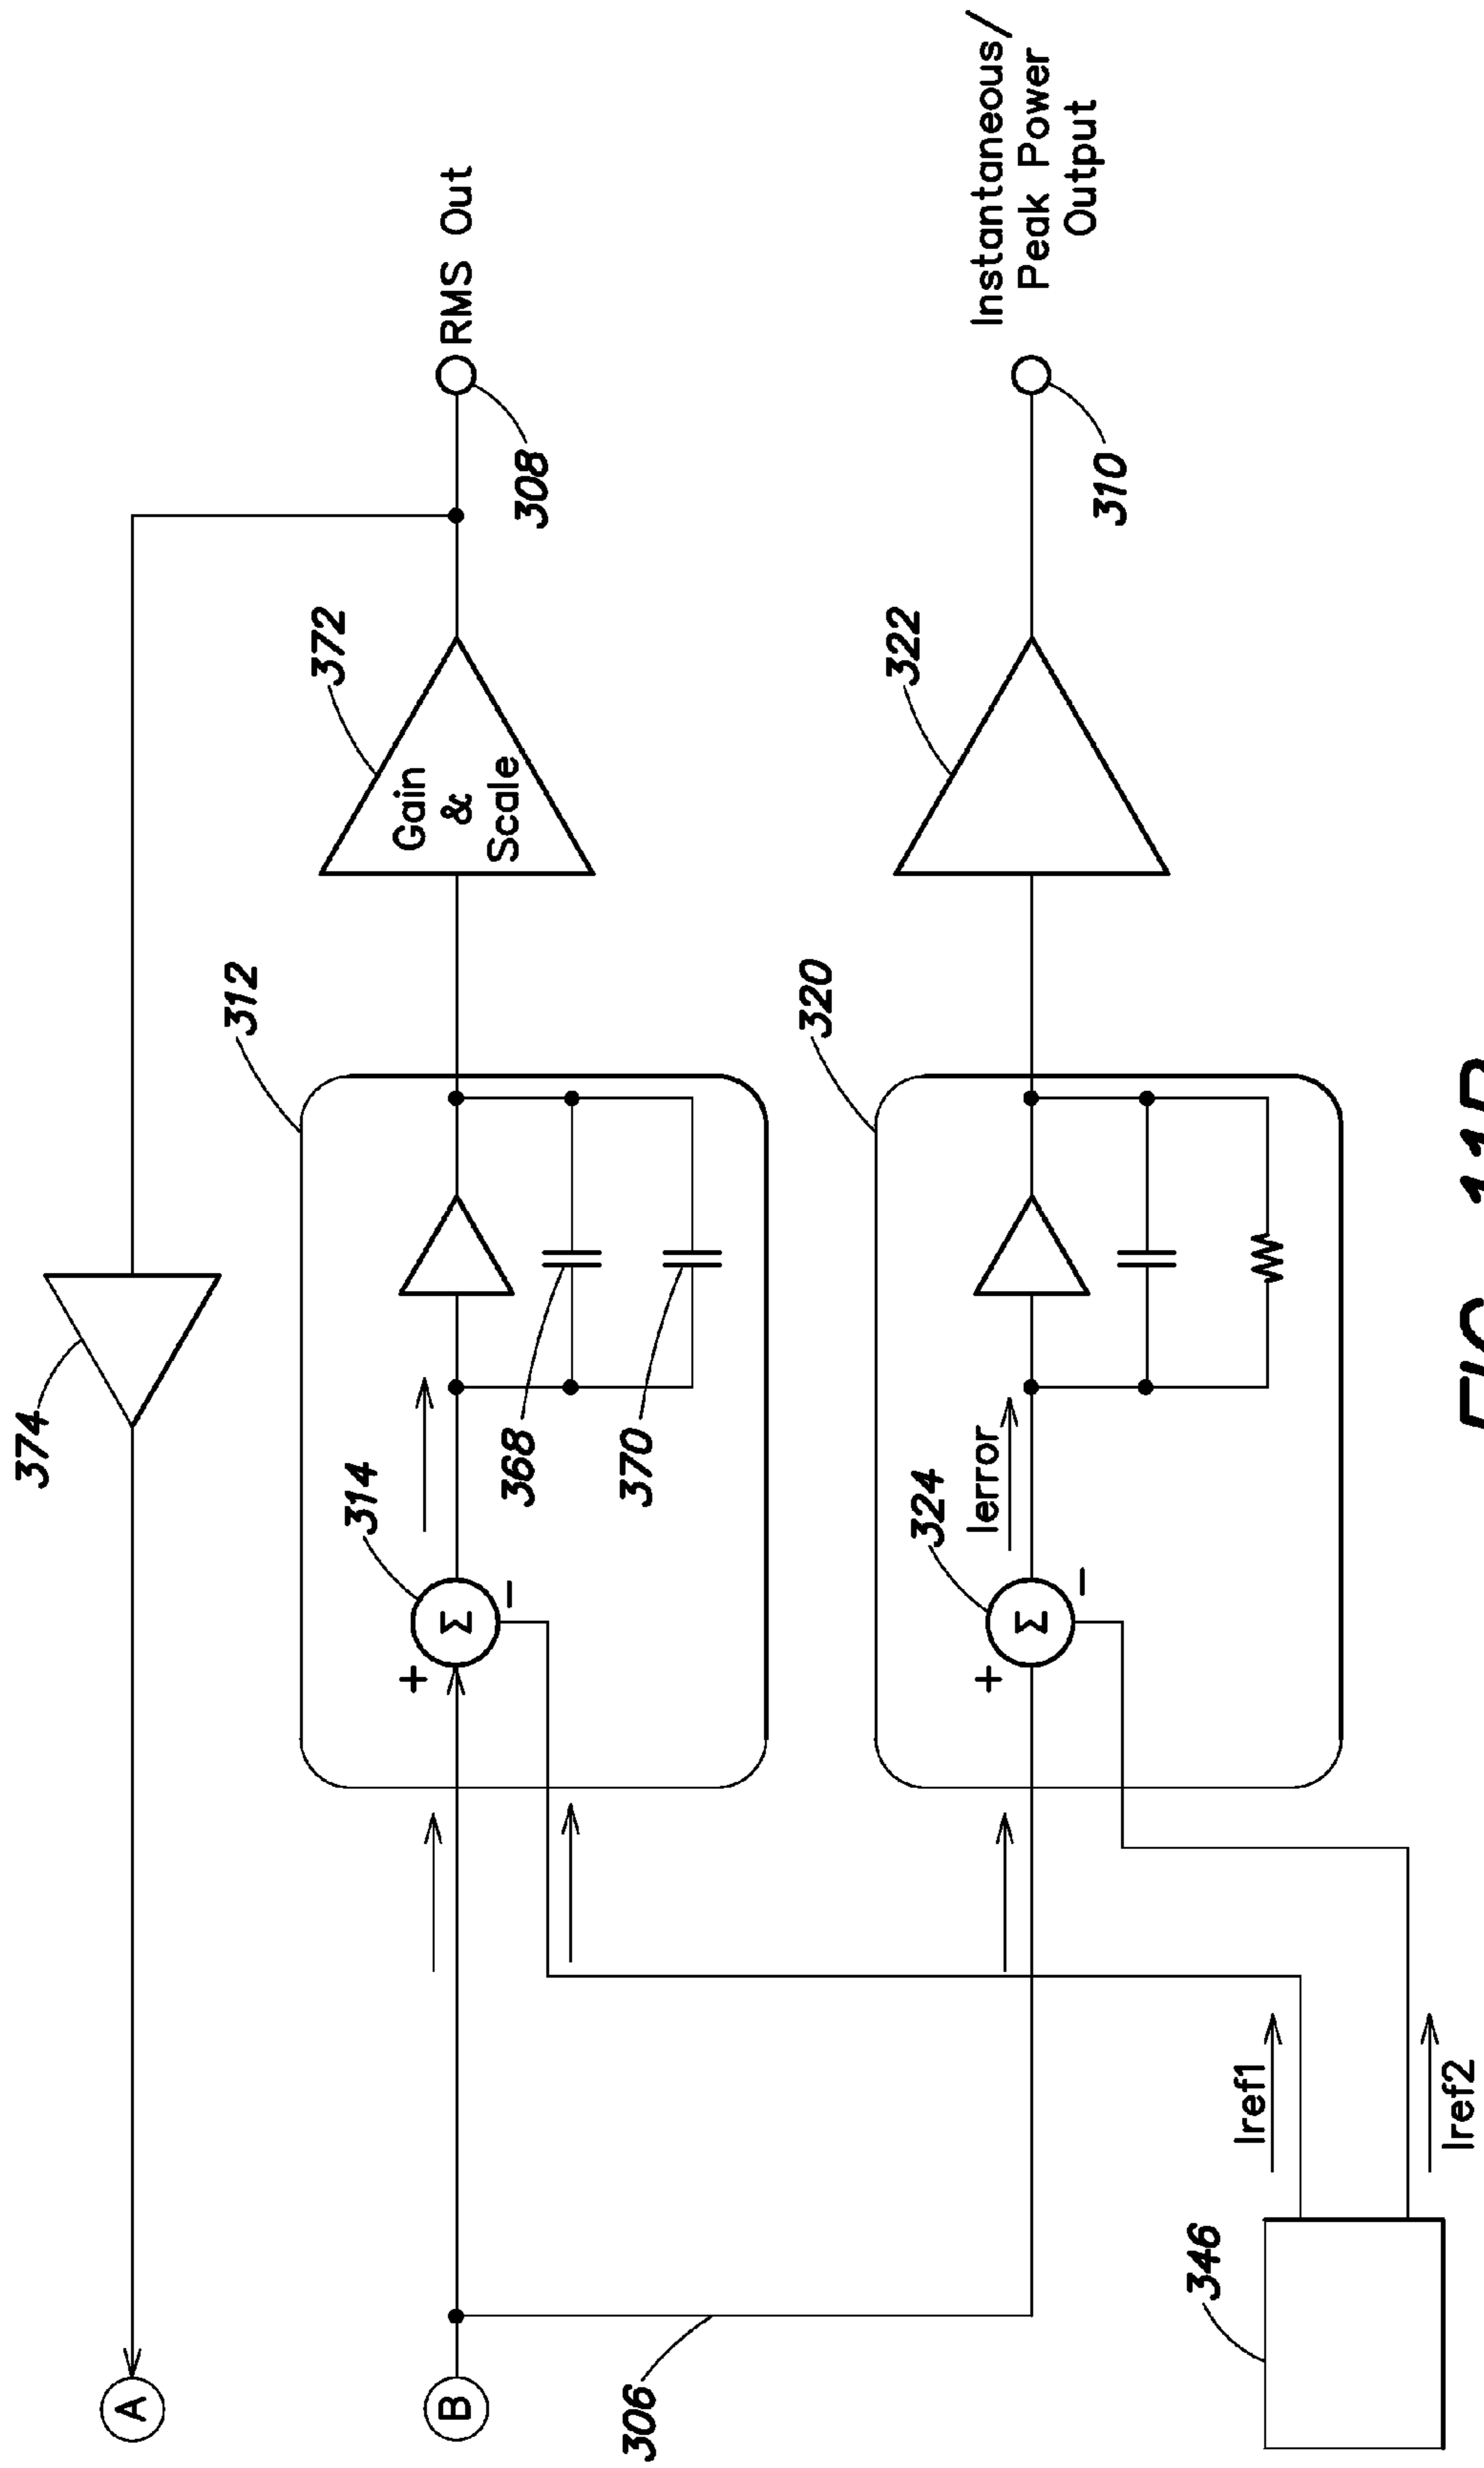 374
A
312
372
Gain
&
Scale
RMS Out
308
314
+
Σ
−
368
370
B
306
320
322
Instantaneous/
Peak Power
Output
310
324
Ierror
+
Σ
−
346
Iref1
Iref2